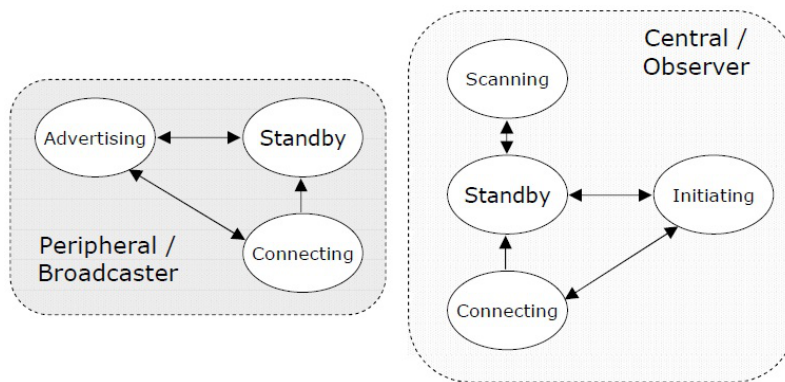 Advertising
Standby
Connecting
Peripheral /
Broadcaster
Central /
Observer
Scanning
Standby
Initiating
Connecting